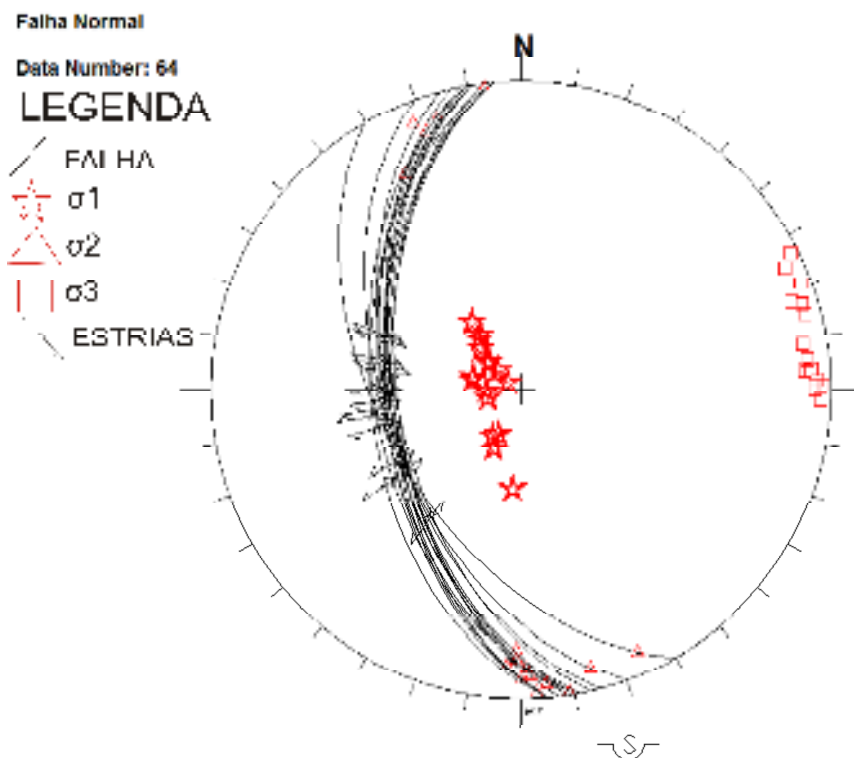 Falha Normal
N
Data Number: 64
LEGENDA
FALHA
σ1
σ2
σ3
ESTRIAS
S